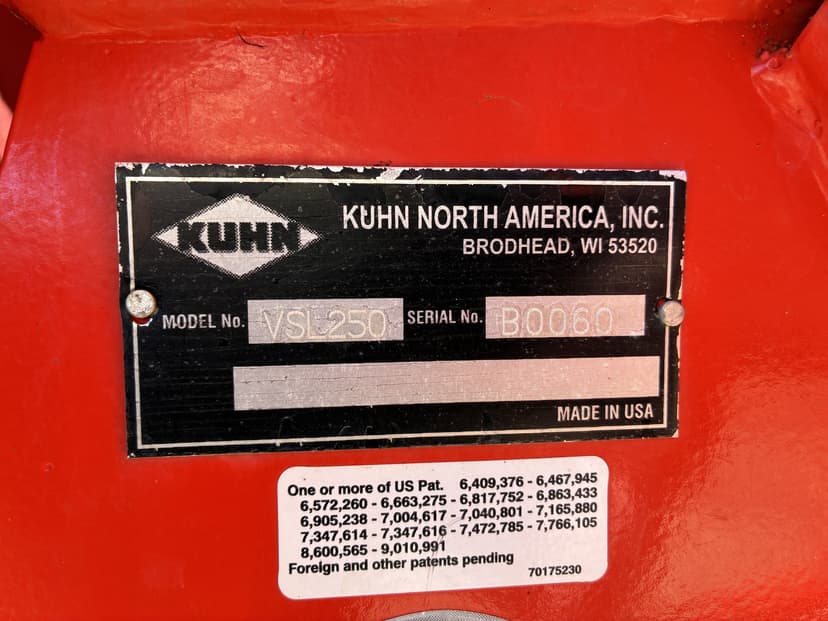 KUHN
KUHN NORTH AMERICA, INC.
BRODHEAD, WI 53520
MODEL No. VSL250 SERIAL No. B0060
MADE IN USA
One or more of US Pat. 6,409,376 - 6,467,945
6,572,260 - 6,663,275 - 6,817,752 - 6,863,433
6,905,238 - 7,004,617 - 7,040,801 - 7,165,880
7,347,614 - 7,347,616 - 7,472,785 - 7,766,105
8,600,565 - 9,010,991
Foreign and other patents pending
70175230